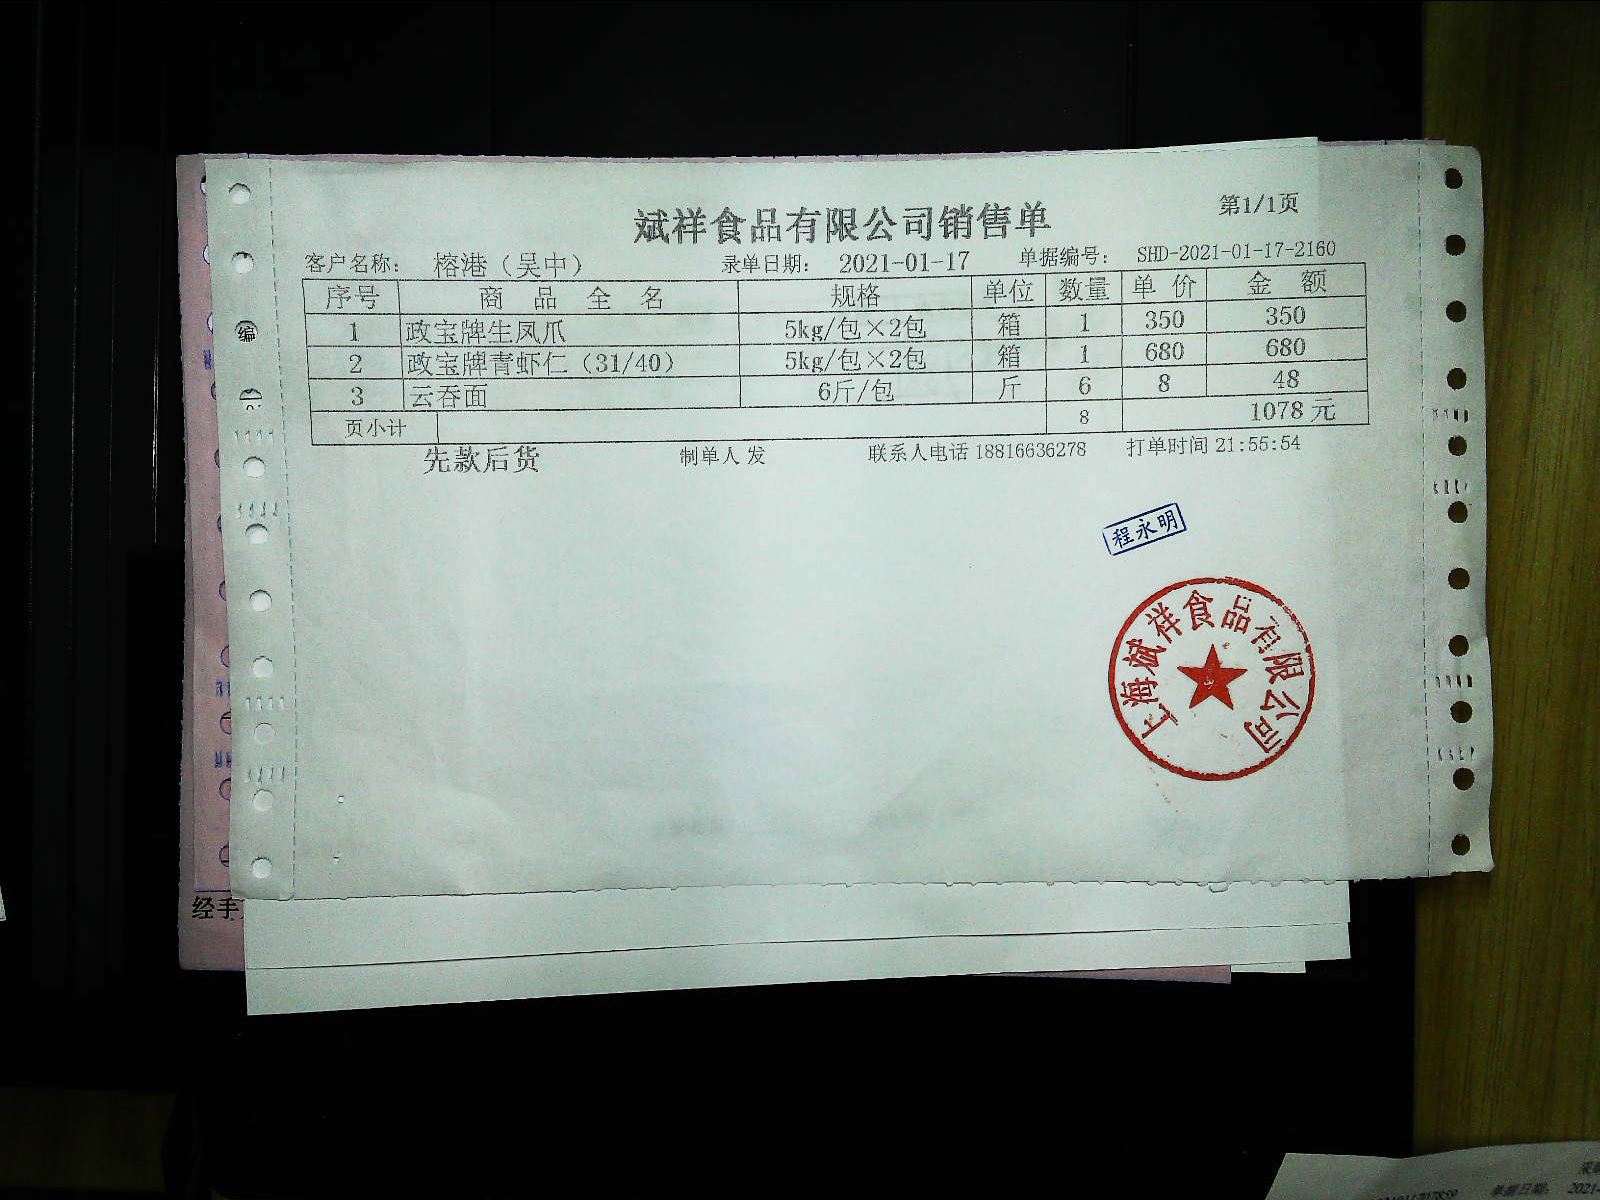 第1/1页
斌祥食品有限公司销售单
客户名称: 榕港（吴中） 录单日期: 2021-01-17 单据编号: SHD-2021-01-17-2160
序号 商品全名 规格 单位 数量 单价 金额
1 政宝牌生凤爪 5kg/包×2包 箱 1 350 350
2 政宝牌青虾仁（31/40） 5kg/包×2包 箱 1 680 680
3 云吞面 6斤/包 斤 6 8 48
页小计 8 1078 元
先款后货 制单人 发 联系人电话 18816636278 打单时间 21:55:54
编
程永明
上海斌祥食品有限公司
经手
单据日期: 2021-